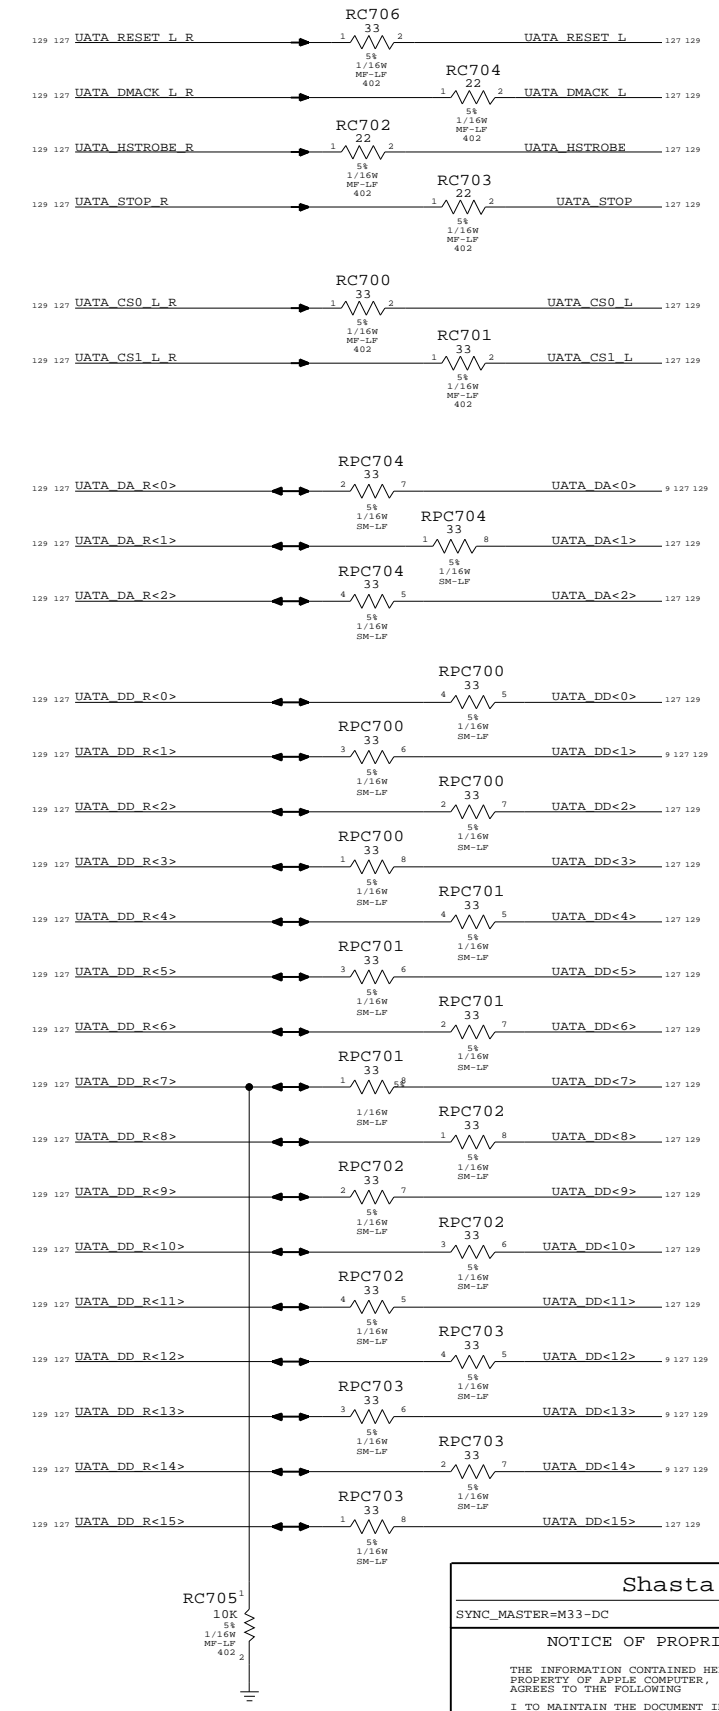 RC706
33
129 127 UATA_RESET_L_R 1 2 UATA_RESET_L 127 129
5%
1/16W
MF-LF
402
RC704
22
129 127 UATA_DMACK_L_R 1 2 UATA_DMACK_L 127 129
5%
1/16W
MF-LF
402
RC702
22
129 127 UATA_HSTROBE_R 1 2 UATA_HSTROBE 127 129
5%
1/16W
MF-LF
402
RC703
22
129 127 UATA_STOP_R 1 2 UATA_STOP 127 129
5%
1/16W
MF-LF
402
RC700
33
129 127 UATA_CS0_L_R 1 2 UATA_CS0_L 127 129
5%
1/16W
MF-LF
402
RC701
33
129 127 UATA_CS1_L_R 1 2 UATA_CS1_L 127 129
5%
1/16W
MF-LF
402
RPC704
33
129 127 UATA_DA_R<0> 2 7 UATA_DA<0> 9 127 129
5%
1/16W
SM-LF
RPC704
33
129 127 UATA_DA_R<1> 1 8 UATA_DA<1> 127 129
5%
1/16W
SM-LF
RPC704
33
129 127 UATA_DA_R<2> 4 5 UATA_DA<2> 127 129
5%
1/16W
SM-LF
RPC700
33
129 127 UATA_DD_R<0> 4 5 UATA_DD<0> 127 129
5%
1/16W
SM-LF
RPC700
33
129 127 UATA_DD_R<1> 3 6 UATA_DD<1> 9 127 129
5%
1/16W
SM-LF
RPC700
33
129 127 UATA_DD_R<2> 2 7 UATA_DD<2> 127 129
5%
1/16W
SM-LF
RPC700
33
129 127 UATA_DD_R<3> 1 8 UATA_DD<3> 127 129
5%
1/16W
SM-LF
RPC701
33
129 127 UATA_DD_R<4> 4 5 UATA_DD<4> 127 129
5%
1/16W
SM-LF
RPC701
33
129 127 UATA_DD_R<5> 3 6 UATA_DD<5> 127 129
5%
1/16W
SM-LF
RPC701
33
129 127 UATA_DD_R<6> 2 7 UATA_DD<6> 127 129
5%
1/16W
SM-LF
RPC701
33
129 127 UATA_DD_R<7> 1 8 UATA_DD<7> 127 129
5%
1/16W
SM-LF
RPC702
33
129 127 UATA_DD_R<8> 1 8 UATA_DD<8> 127 129
5%
1/16W
SM-LF
RPC702
33
129 127 UATA_DD_R<9> 2 7 UATA_DD<9> 127 129
5%
1/16W
SM-LF
RPC702
33
129 127 UATA_DD_R<10> 3 6 UATA_DD<10> 127 129
5%
1/16W
SM-LF
RPC702
33
129 127 UATA_DD_R<11> 4 5 UATA_DD<11> 127 129
5%
1/16W
SM-LF
RPC703
33
129 127 UATA_DD_R<12> 4 5 UATA_DD<12> 9 127 129
5%
1/16W
SM-LF
RPC703
33
129 127 UATA_DD_R<13> 3 6 UATA_DD<13> 9 127 129
5%
1/16W
SM-LF
RPC703
33
129 127 UATA_DD_R<14> 2 7 UATA_DD<14> 9 127 129
5%
1/16W
SM-LF
RPC703
33
129 127 UATA_DD_R<15> 1 8 UATA_DD<15> 127 129
5%
1/16W
SM-LF
RC705 1
10K
5%
1/16W
MF-LF
402 2
Shasta
SYNC_MASTER=M33-DC
NOTICE OF PROPRI
THE INFORMATION CONTAINED HE
PROPERTY OF APPLE COMPUTER,
AGREES TO THE FOLLOWING
I TO MAINTAIN THE DOCUMENT I